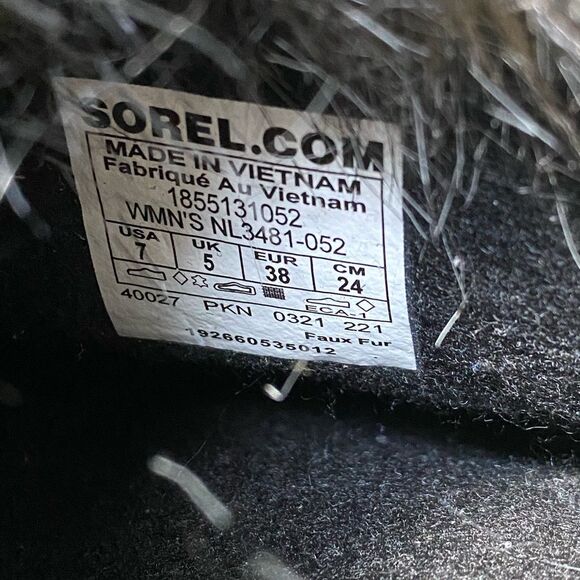 SOREL.COM
MADE IN VIETNAM
Fabriqué Au Vietnam
1855131052
WMN'S NL3481-052
USA UK EUR CM
7 5 38 24
ECA-1
40027 PKN 0321 221
Faux Fur
192660535012